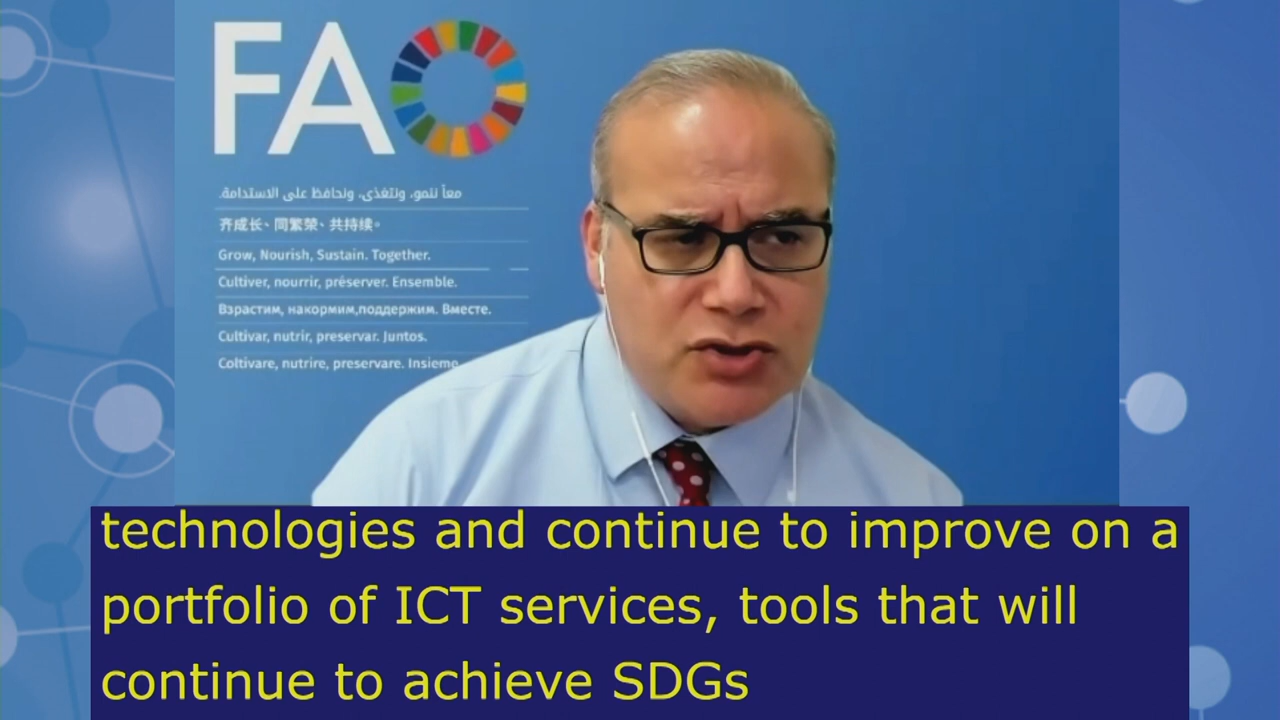 FAO
معاً ننمو، ونتغذى، ونحافظ على الاستدامة.
齐成长、同繁荣、共持续。
Grow, Nourish, Sustain. Together.
Cultiver, nourrir, préserver. Ensemble.
Взрастим, накормим,поддержим. Вместе.
Cultivar, nutrir, preservar. Juntos.
Coltivare, nutrire, preservare. Insieme
technologies and continue to improve on a
portfolio of ICT services, tools that will
continue to achieve SDGs